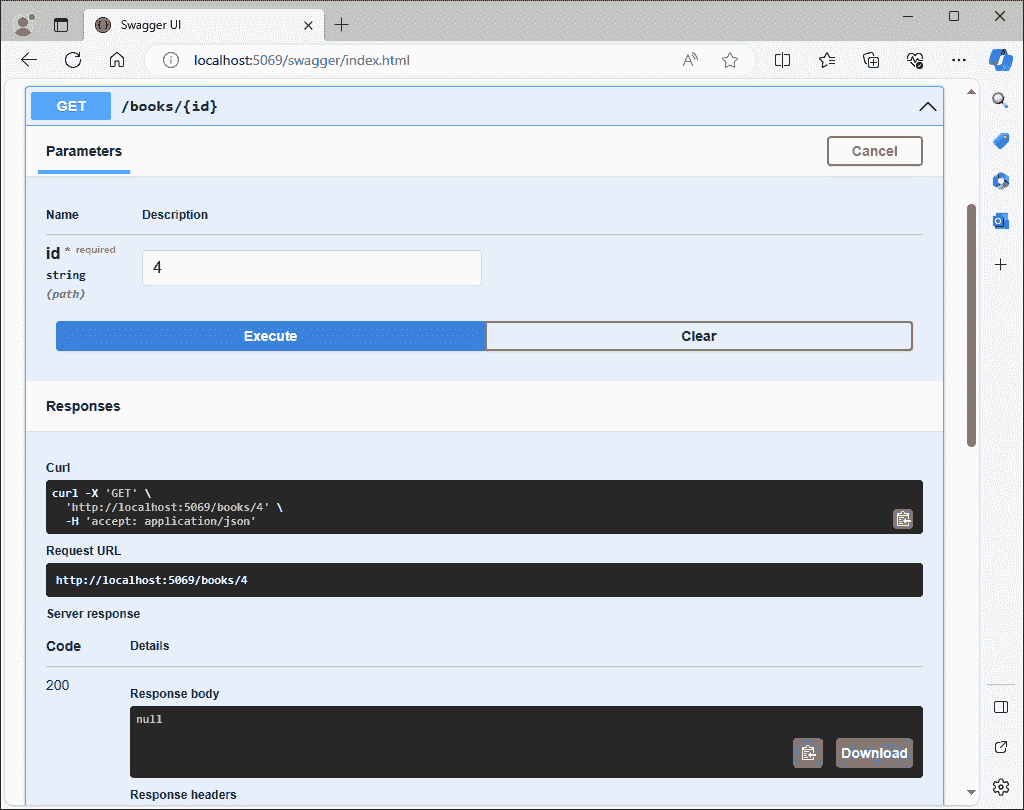 Swagger UI
localhost:5069/swagger/index.html
GET /books/{id}
Parameters
Cancel
Name Description
id * required
string
(path)
4
Execute
Clear
Responses
Curl
curl -X 'GET' \
'http://localhost:5069/books/4' \
-H 'accept: application/json'
Request URL
http://localhost:5069/books/4
Server response
Code Details
200
Response body
null
Download
Response headers